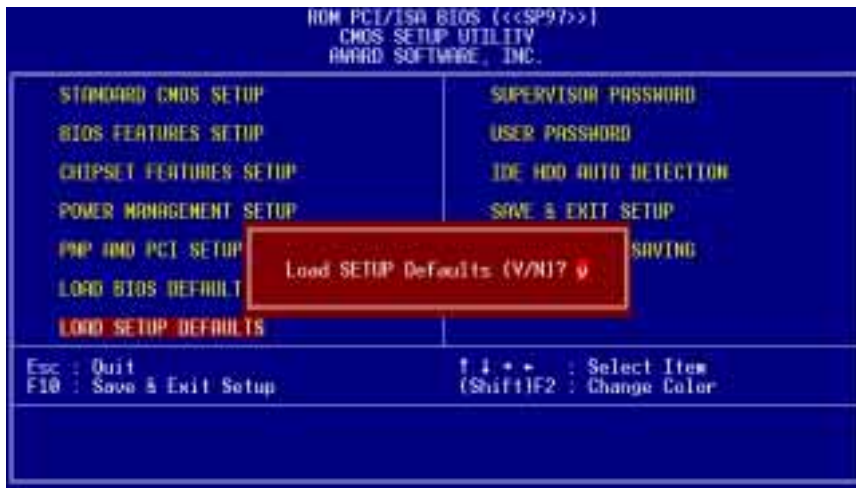 ROM PCI/ISA BIOS (<<SP97>>)
CMOS SETUP UTILITY
AWARD SOFTWARE, INC.
STANDARD CMOS SETUP
BIOS FEATURES SETUP
CHIPSET FEATURES SETUP
POWER MANAGEMENT SETUP
PNP AND PCI SETUP
LOAD BIOS DEFAULT
LOAD SETUP DEFAULTS
SUPERVISOR PASSWORD
USER PASSWORD
IDE HDD AUTO DETECTION
SAVE & EXIT SETUP
SAVING
Load SETUP Defaults (Y/N)? y
Esc : Quit
F10 : Save & Exit Setup
↑ ↓ → ← : Select Item
(Shift)F2 : Change Color